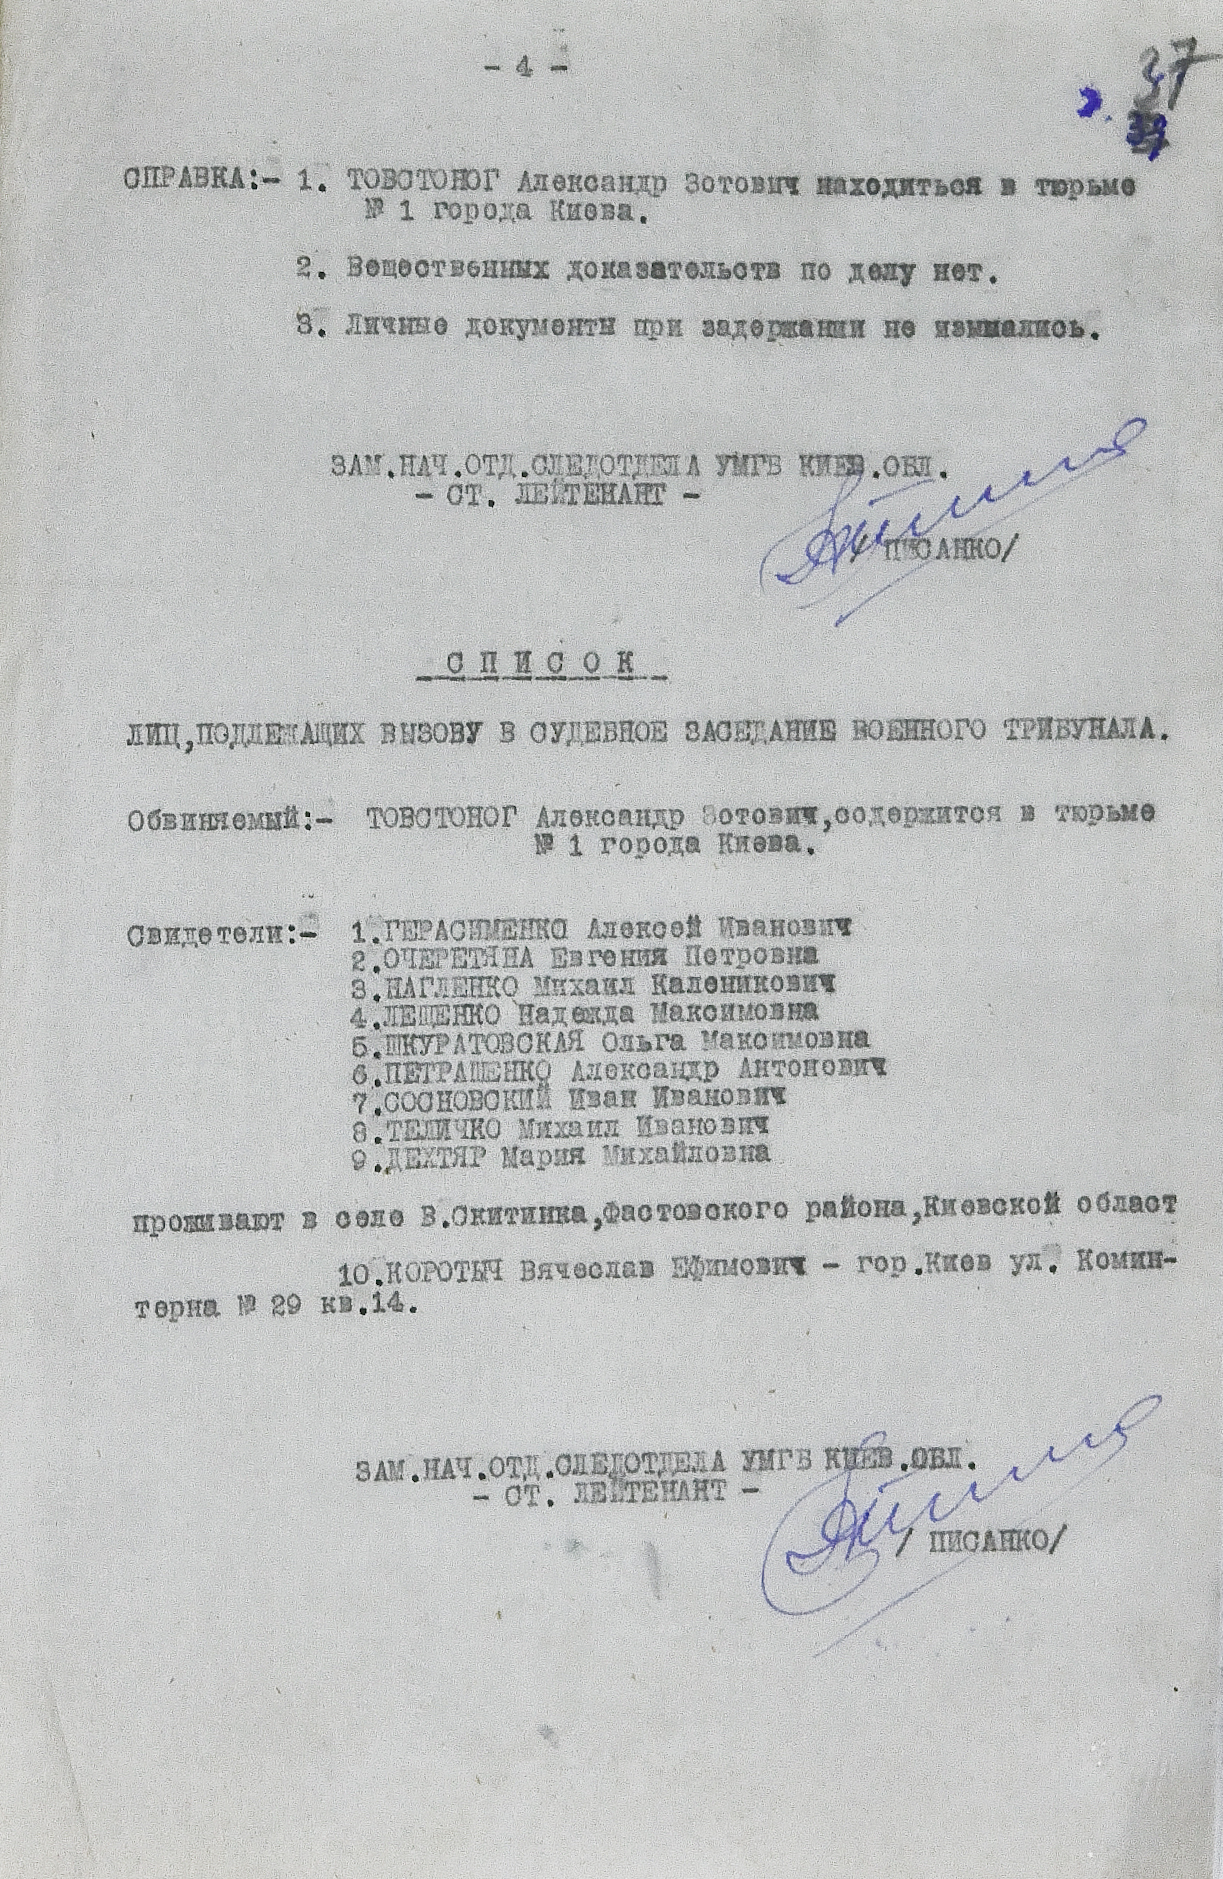 - 4 -
37
39
СПРАВКА:- 1. ТОВСТОНОГ Александр Зотович находиться в тюрьме
№ 1 города Киева.
2. Вещественных доказательств по делу нет.
3. Личные документы при задержании не изымались.
ЗАМ.НАЧ.ОТД.СЛЕДОТДЕЛА УМГБ КИЕВ.ОБЛ.
- СТ. ЛЕЙТЕНАНТ -
/ ПИСАНКО/
С П И С О К
ЛИЦ,ПОДЛЕЖАЩИХ ВЫЗОВУ В СУДЕБНОЕ ЗАСЕДАНИЕ ВОЕННОГО ТРИБУНАЛА.
Обвиняемый:- ТОВСТОНОГ Александр Зотович,содержится в тюрьме
№ 1 города Киева.
Свидетели:- 1.ГЕРАСИМЕНКО Алексей Иванович
2.ОЧЕРЕТЯНА Евгения Петровна
3.НАГЛЕНКО Михаил Каленикович
4.ЛЕЩЕНКО Надежда Максимовна
5.ШКУРАТОВСКАЯ Ольга Максимовна
6.ПЕТРАШЕНКО Александр Антонович
7.СОСНОВСКИЙ Иван Иванович
8.ТЕЛИЧКО Михаил Иванович
9.ДЕХТЯР Мария Михайловна
проживают в селе В.Снитинка,Фастовского района,Киевской област
10.КОРОТЫЧ Вячеслав Ефимович - гор.Киев ул. Комин-
терна № 29 кв.14.
ЗАМ.НАЧ.ОТД.СЛЕДОТДЕЛА УМГБ КИЕВ.ОБЛ.
- СТ. ЛЕЙТЕНАНТ -
/ ПИСАНКО/